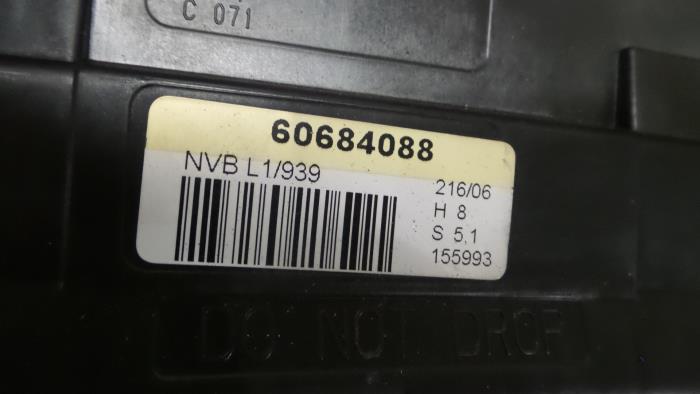 C 071
60684088
NVB L1/939
216/06
H 8
S 5,1
155993
DO NOT DROP